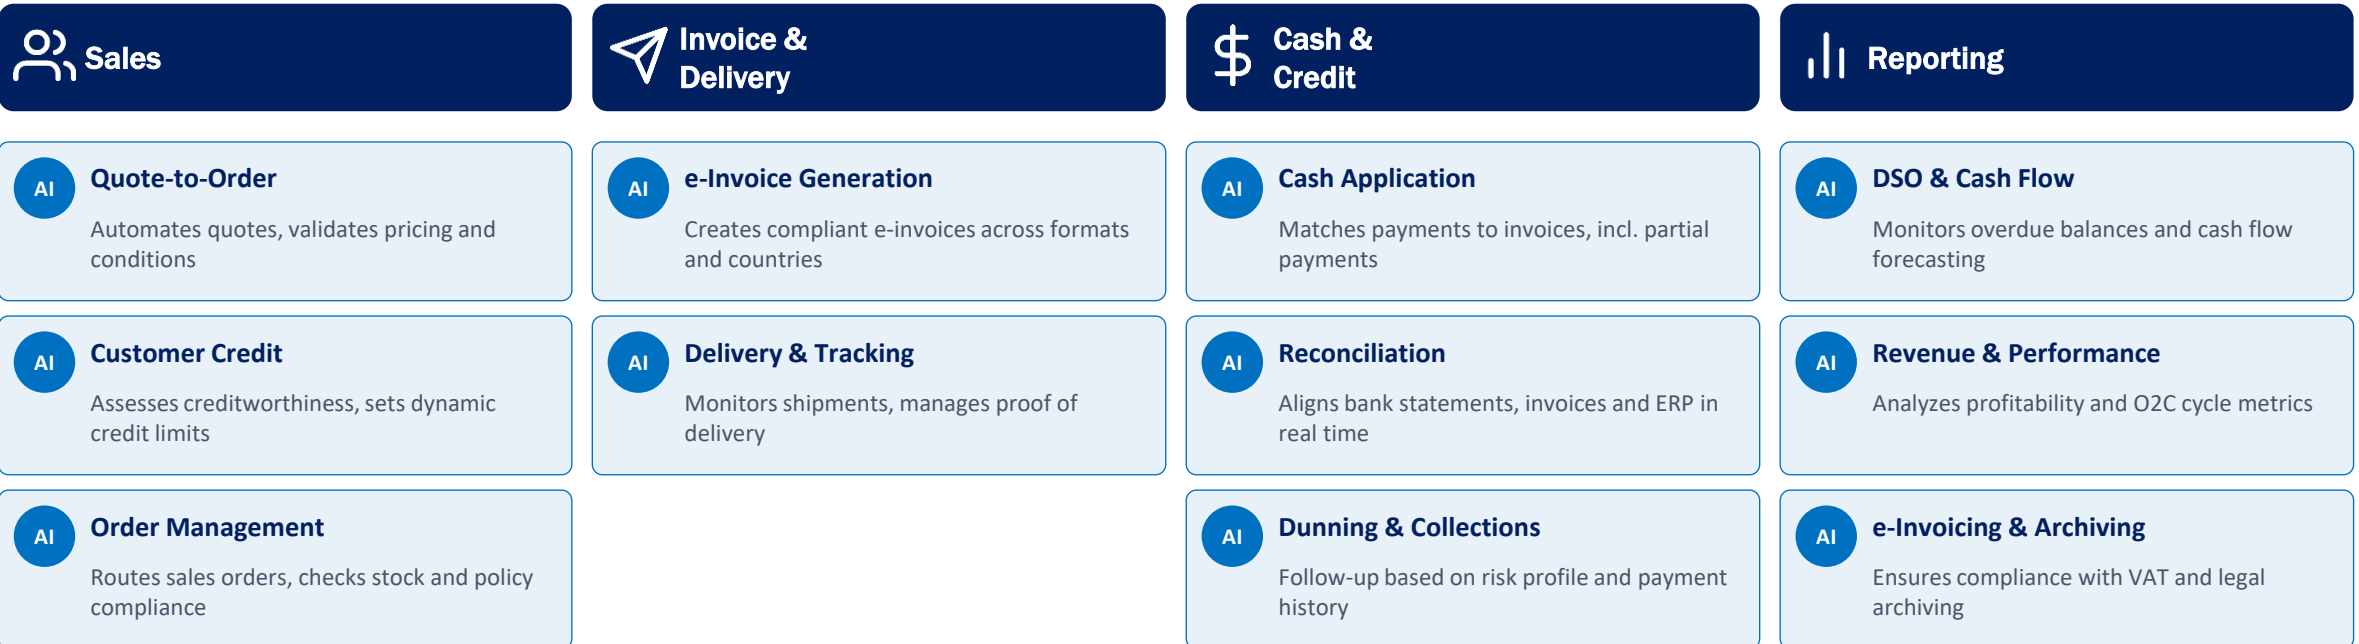 Sales
Invoice &
Delivery
Cash &
Credit
Reporting
AI
Quote-to-Order
Automates quotes, validates pricing and
conditions
AI
Customer Credit
Assesses creditworthiness, sets dynamic
credit limits
AI
Order Management
Routes sales orders, checks stock and policy
compliance
AI
e-Invoice Generation
Creates compliant e-invoices across formats
and countries
AI
Delivery & Tracking
Monitors shipments, manages proof of
delivery
AI
Cash Application
Matches payments to invoices, incl. partial
payments
AI
Reconciliation
Aligns bank statements, invoices and ERP in
real time
AI
Dunning & Collections
Follow-up based on risk profile and payment
history
AI
DSO & Cash Flow
Monitors overdue balances and cash flow
forecasting
AI
Revenue & Performance
Analyzes profitability and O2C cycle metrics
AI
e-Invoicing & Archiving
Ensures compliance with VAT and legal
archiving